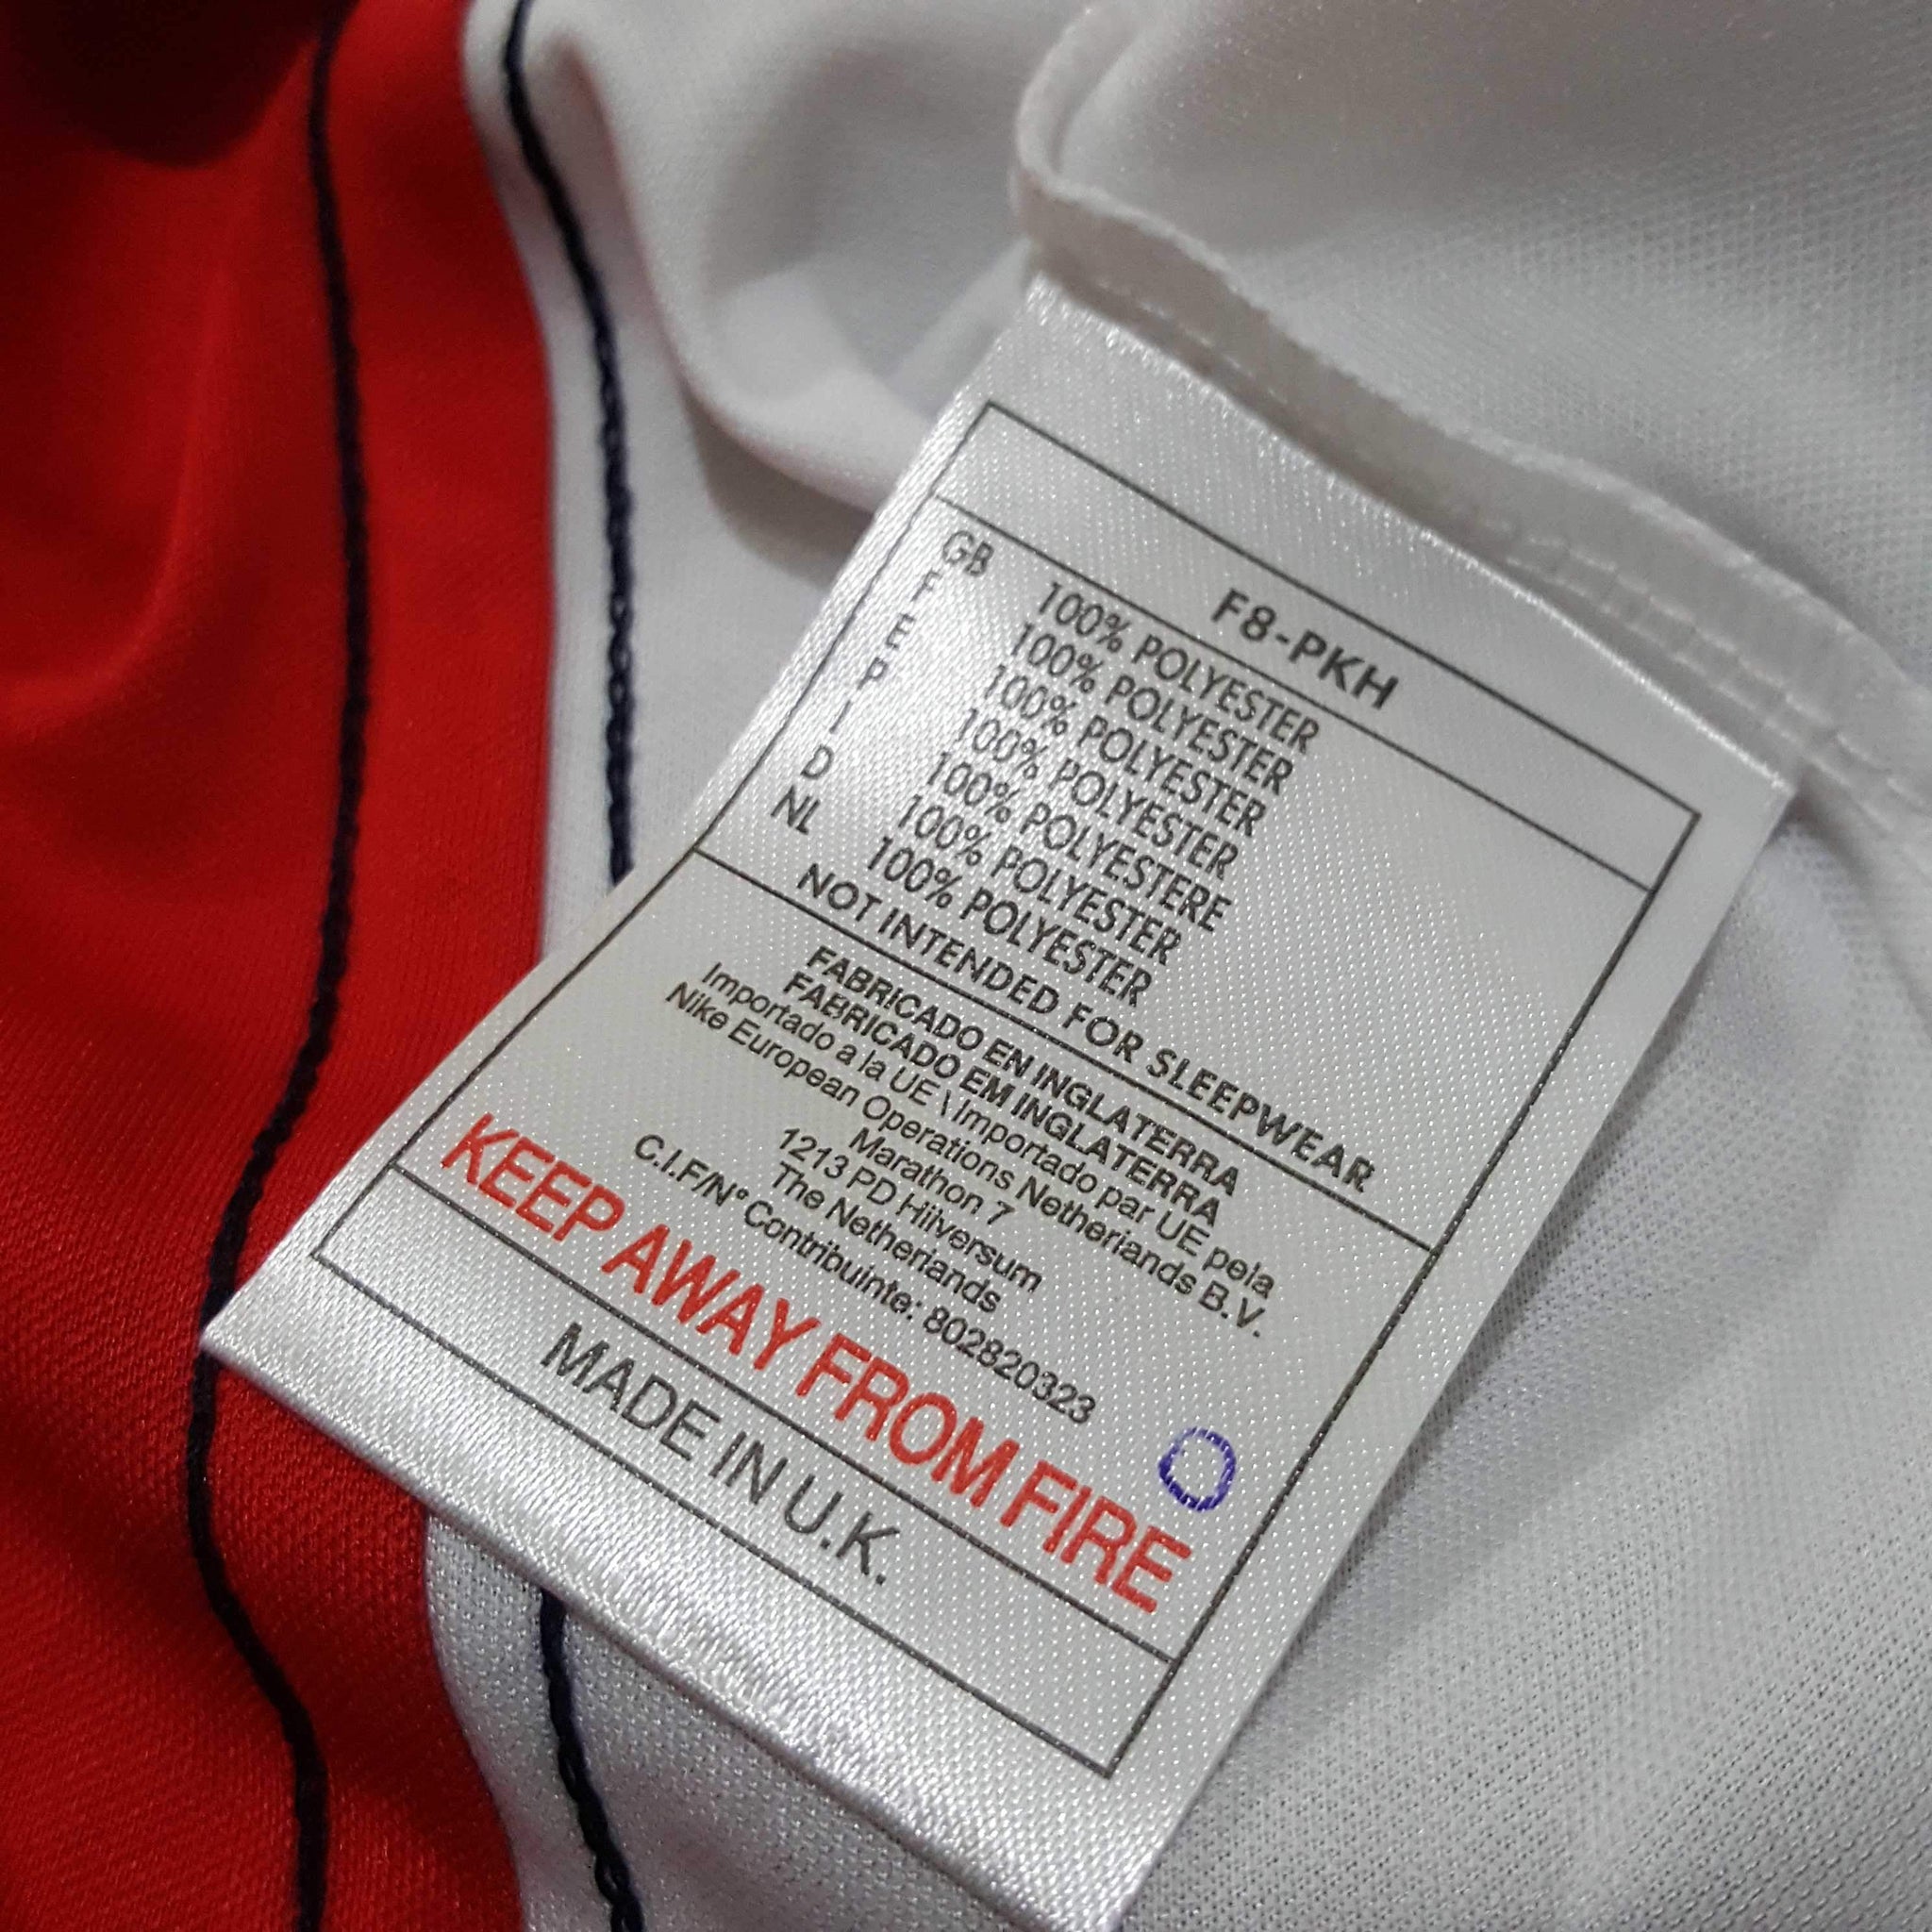 F8-PKH
GB 100% POLYESTER
F 100% POLYESTER
E 100% POLYESTER
P 100% POLYESTER
I 100% POLYESTERE
D 100% POLYESTER
NL 100% POLYESTER
NOT INTENDED FOR SLEEPWEAR
FABRICADO EN INGLATERRA
FABRICADO EM INGLATERRA
Importado a la UE \ Importado par UE pela
Nike European Operations Netherlands B.V.
Marathon 7
1213 PD Hilversum
The Netherlands
C.I.F/N° Contribuinte: 802820323
KEEP AWAY FROM FIRE
MADE IN U.K.